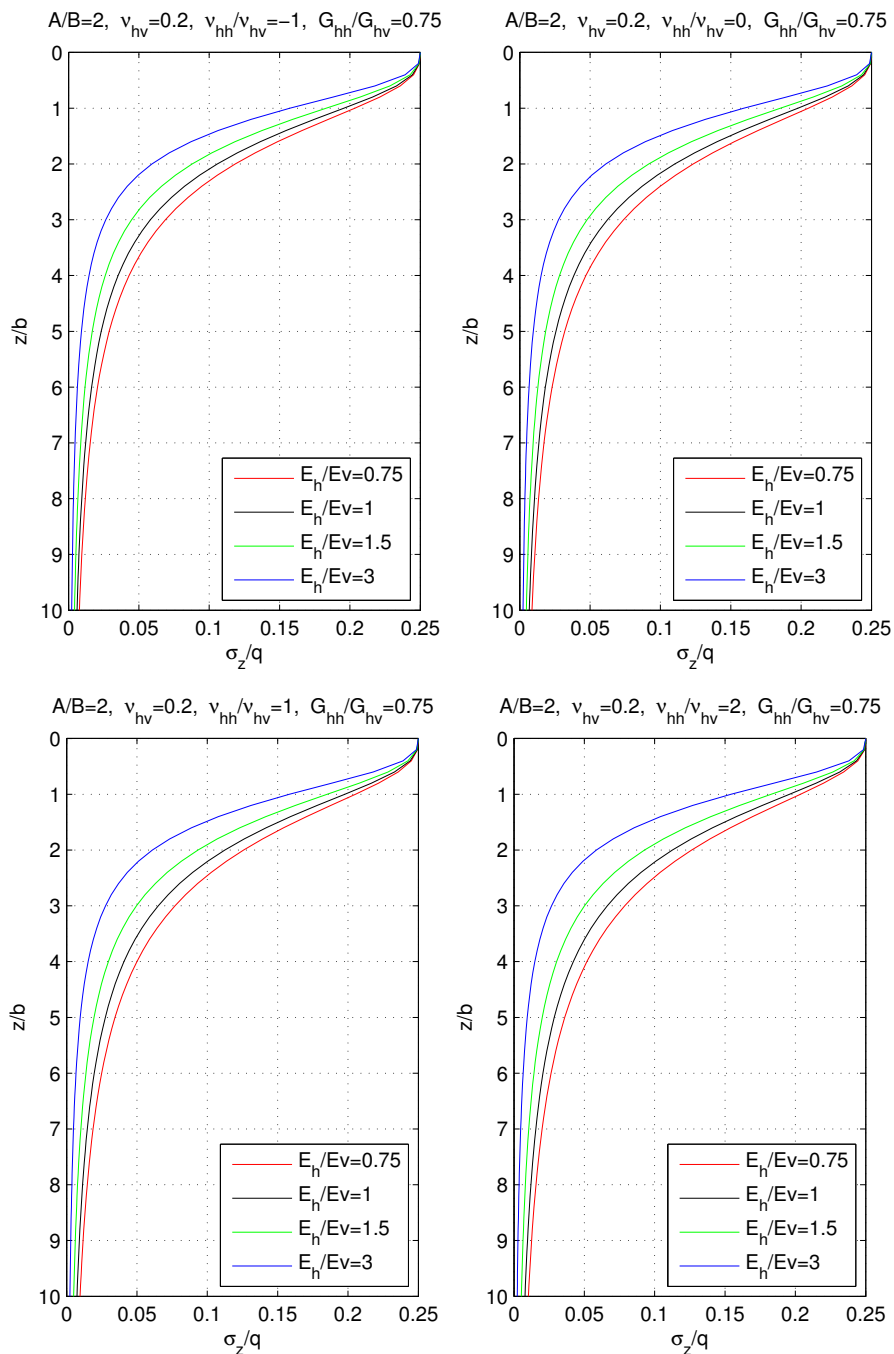 A/B=2, ν_hv=0.2, ν_hh/ν_hv=−1, G_hh/G_hv=0.75
0
1
2
3
4
5
6
7
8
9
10
z/b
0 0.05 0.1 0.15 0.2 0.25
σ_z/q
E_h/Ev=0.75
E_h/Ev=1
E_h/Ev=1.5
E_h/Ev=3
A/B=2, ν_hv=0.2, ν_hh/ν_hv=0, G_hh/G_hv=0.75
0
1
2
3
4
5
6
7
8
9
10
z/b
0 0.05 0.1 0.15 0.2 0.25
σ_z/q
E_h/Ev=0.75
E_h/Ev=1
E_h/Ev=1.5
E_h/Ev=3
A/B=2, ν_hv=0.2, ν_hh/ν_hv=1, G_hh/G_hv=0.75
0
1
2
3
4
5
6
7
8
9
10
z/b
0 0.05 0.1 0.15 0.2 0.25
σ_z/q
E_h/Ev=0.75
E_h/Ev=1
E_h/Ev=1.5
E_h/Ev=3
A/B=2, ν_hv=0.2, ν_hh/ν_hv=2, G_hh/G_hv=0.75
0
1
2
3
4
5
6
7
8
9
10
z/b
0 0.05 0.1 0.15 0.2 0.25
σ_z/q
E_h/Ev=0.75
E_h/Ev=1
E_h/Ev=1.5
E_h/Ev=3